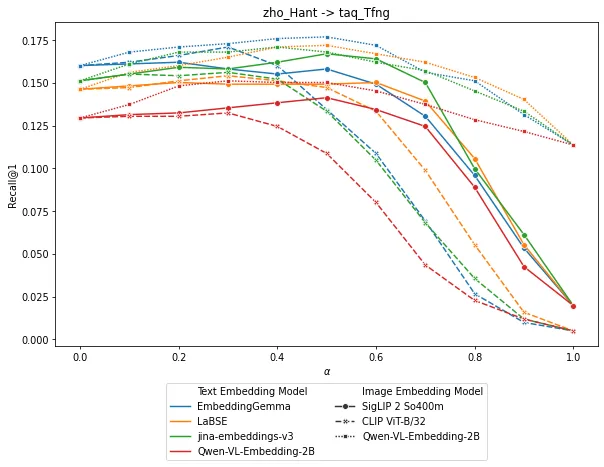 zho_Hant -> taq_Tfng
Recall@1
0.175
0.150
0.125
0.100
0.075
0.050
0.025
0.000
0.0 0.2 0.4 0.6 0.8 1.0
α
Text Embedding Model Image Embedding Model
EmbeddingGemma SigLIP 2 So400m
LaBSE CLIP ViT-B/32
jina-embeddings-v3 Qwen-VL-Embedding-2B
Qwen-VL-Embedding-2B